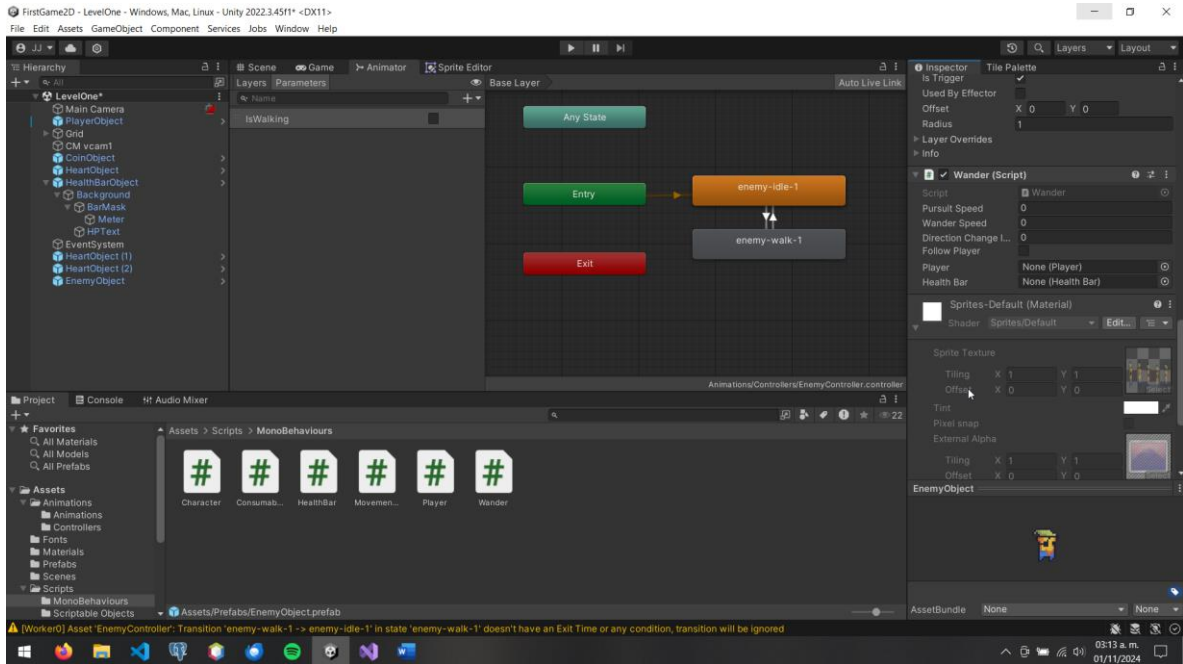 FirstGame2D - LevelOne - Windows, Mac, Linux - Unity 2022.3.45f1* <DX11>
File Edit Assets GameObject Component Services Jobs Window Help
JJ
Layers
Layout
Hierarchy
All
LevelOne*
Main Camera
PlayerObject
Grid
CM vcam1
CoinObject
HeartObject
HealthBarObject
Background
BarMask
Meter
HPText
EventSystem
HeartObject (1)
HeartObject (2)
EnemyObject
Scene Game Animator Sprite Editor
Layers Parameters
Base Layer
Auto Live Link
Name
IsWalking
Any State
Entry
Exit
enemy-idle-1
enemy-walk-1
Animations/Controllers/EnemyController.controller
Inspector Tile Palette
Is Trigger
Used By Effector
Offset X 0 Y 0
Radius 1
Layer Overrides
Info
# Wander (Script)
Script Wander
Pursuit Speed 0
Wander Speed 0
Direction Change I... 0
Follow Player
Player None (Player)
Health Bar None (Health Bar)
Sprites-Default (Material)
Shader Sprites/Default Edit...
Sprite Texture
Tiling X 1 Y 1
Offset X 0 Y 0
Select
Tint
Pixel snap
External Alpha
Tiling X 1 Y 1
Offset X 0 Y 0
Select
EnemyObject
AssetBundle None None
Project Console Audio Mixer
22
Favorites
All Materials
All Models
All Prefabs
Assets
Animations
Animations
Controllers
Fonts
Materials
Prefabs
Scenes
Scripts
MonoBehaviours
Scriptable Objects
Assets > Scripts > MonoBehaviours
# # # # # #
Character Consumab... HealthBar Movemen... Player Wander
Assets/Prefabs/EnemyObject.prefab
[Worker0] Asset 'EnemyController': Transition 'enemy-walk-1 -> enemy-idle-1' in state 'enemy-walk-1' doesn't have an Exit Time or any condition, transition will be ignored
03:13 a. m.
01/11/2024